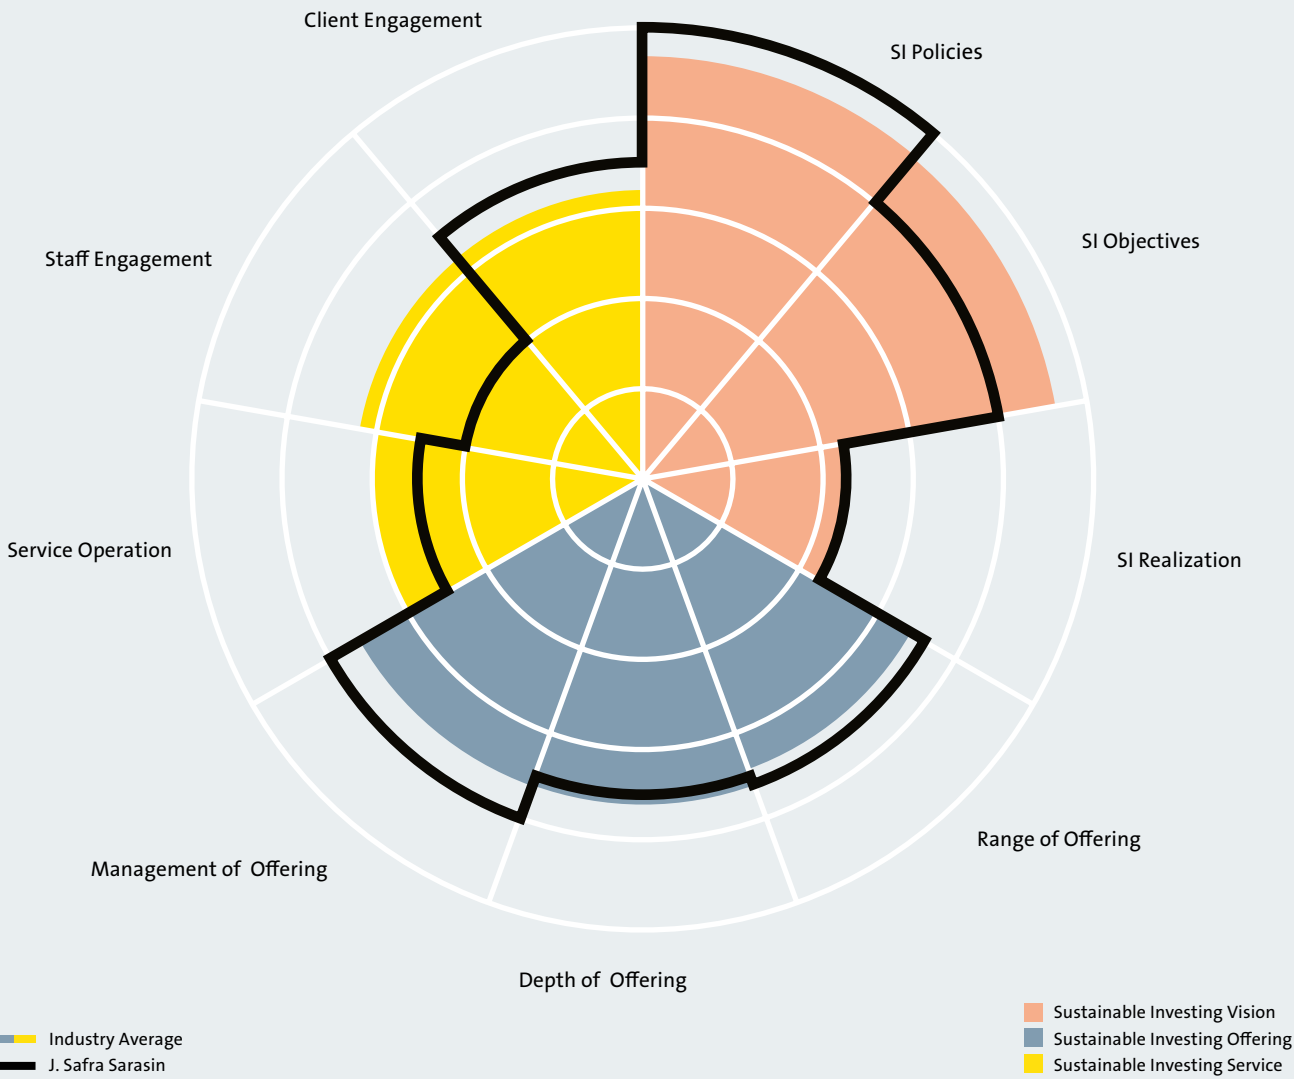 Client Engagement
SI Policies
SI Objectives
Staff Engagement
Service Operation
SI Realization
Range of Offering
Management of Offering
Depth of Offering
Industry Average
J. Safra Sarasin
Sustainable Investing Vision
Sustainable Investing Offering
Sustainable Investing Service